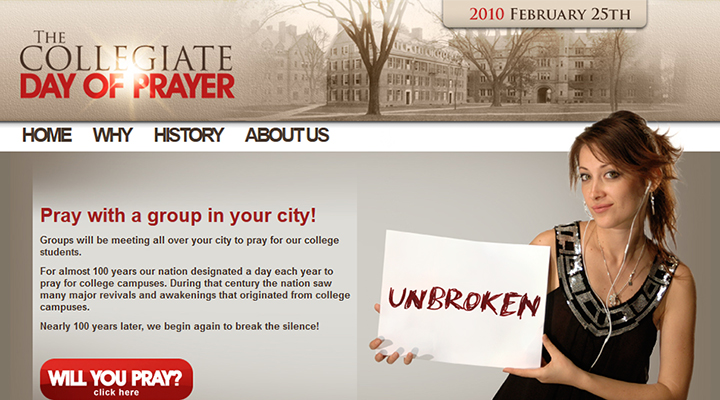 2010 February 25th
The
Collegiate
Day of Prayer
HOME WHY HISTORY ABOUT US
Pray with a group in your city!
Groups will be meeting all over your city to pray for our college
students.
For almost 100 years our nation designated a day each year to
pray for college campuses. During that century the nation saw
many major revivals and awakenings that originated from college
campuses.
Nearly 100 years later, we begin again to break the silence!
UNBROKEN
WILL YOU PRAY?
click here